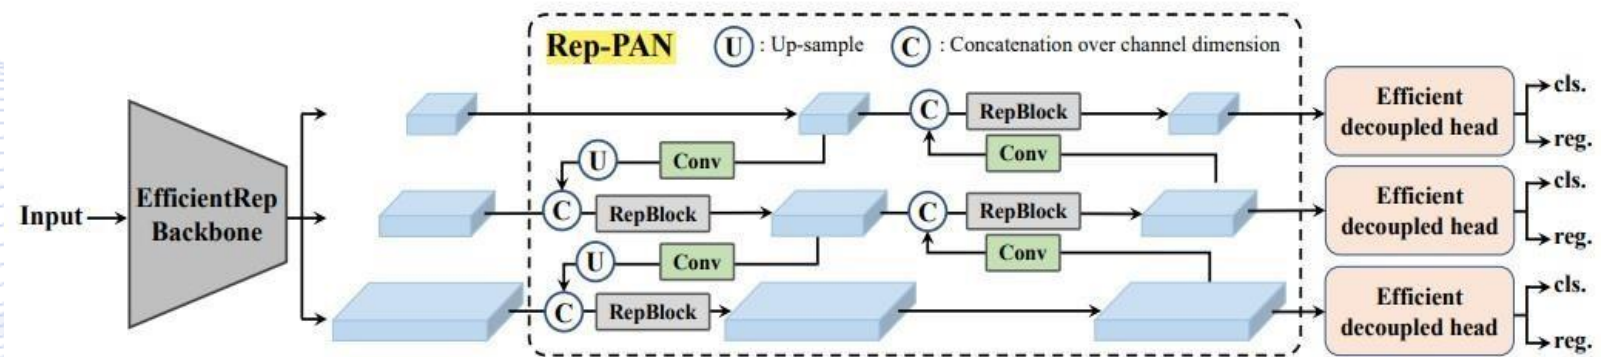 Rep-PAN
U : Up-sample
C : Concatenation over channel dimension
Input
EfficientRep
Backbone
C
RepBlock
U
Conv
Conv
C
RepBlock
C
RepBlock
U
Conv
Conv
C
RepBlock
Efficient
decoupled head
cls.
reg.
Efficient
decoupled head
cls.
reg.
Efficient
decoupled head
cls.
reg.